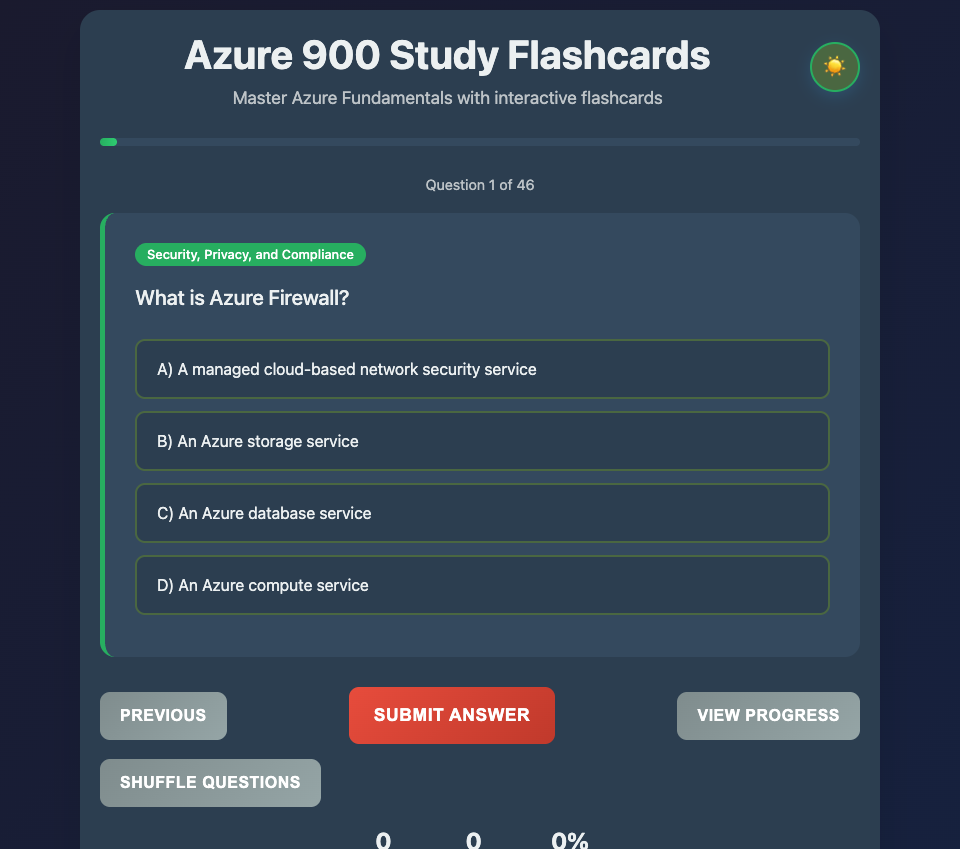 Azure 900 Study Flashcards
Master Azure Fundamentals with interactive flashcards
Question 1 of 46
Security, Privacy, and Compliance
What is Azure Firewall?
A) A managed cloud-based network security service
B) An Azure storage service
C) An Azure database service
D) An Azure compute service
PREVIOUS
SUBMIT ANSWER
VIEW PROGRESS
SHUFFLE QUESTIONS
0 0 0%